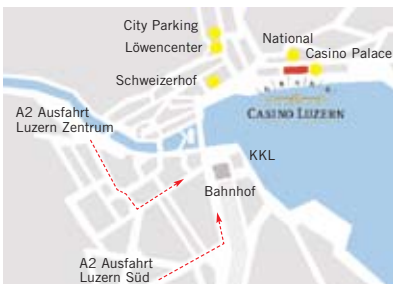 City Parking
Löwencenter
National
Casino Palace
Schweizerhof
A2 Ausfahrt
Luzern Zentrum
CASINO LUZERN
KKL
Bahnhof
A2 Ausfahrt
Luzern Süd